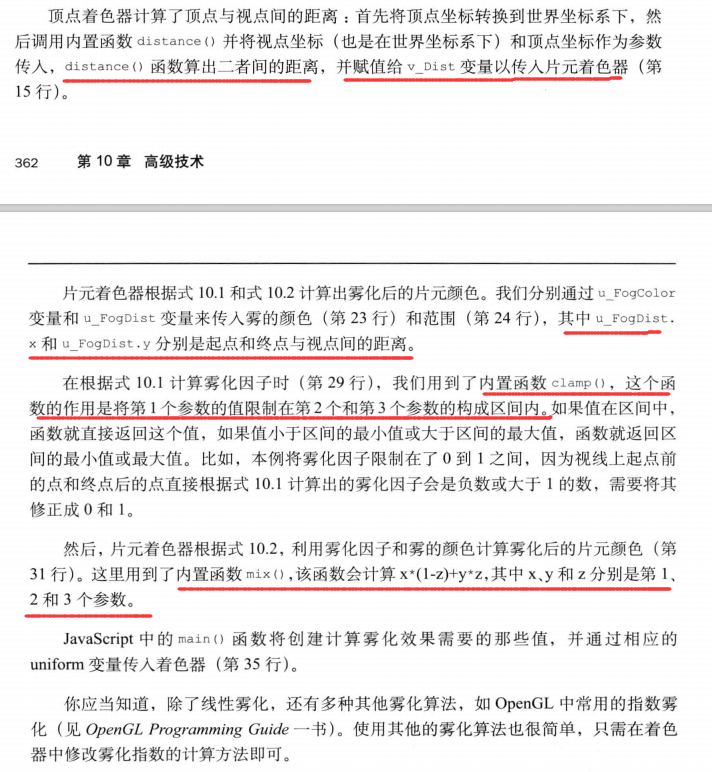 顶点着色器计算了顶点与视点间的距离：首先将顶点坐标转换到世界坐标系下，然
后调用内置函数 distance() 并将视点坐标（也是在世界坐标系下）和顶点坐标作为参数
传入，distance() 函数算出二者间的距离，并赋值给 v_Dist 变量以传入片元着色器（第
15 行）。
362 第 10 章 高级技术
片元着色器根据式 10.1 和式 10.2 计算出雾化后的片元颜色。我们分别通过 u_FogColor
变量和 u_FogDist 变量来传入雾的颜色（第 23 行）和范围（第 24 行），其中 u_FogDist.
x 和 u_FogDist.y 分别是起点和终点与视点间的距离。
在根据式 10.1 计算雾化因子时（第 29 行），我们用到了内置函数 clamp()，这个函
数的作用是将第 1 个参数的值限制在第 2 个和第 3 个参数的构成区间内。如果值在区间中，
函数就直接返回这个值，如果值小于区间的最小值或大于区间的最大值，函数就返回区
间的最小值或最大值。比如，本例将雾化因子限制在了 0 到 1 之间，因为视线上起点前
的点和终点后的点直接根据式 10.1 计算出的雾化因子会是负数或大于 1 的数，需要将其
修正成 0 和 1。
然后，片元着色器根据式 10.2，利用雾化因子和雾的颜色计算雾化后的片元颜色（第
31 行）。这里用到了内置函数 mix()，该函数会计算 x*(1-z)+y*z，其中 x、y 和 z 分别是第 1、
2 和 3 个参数。
JavaScript 中的 main() 函数将创建计算雾化效果需要的那些值，并通过相应的
uniform 变量传入着色器（第 35 行）。
你应当知道，除了线性雾化，还有多种其他雾化算法，如 OpenGL 中常用的指数雾
化（见 OpenGL Programming Guide 一书）。使用其他的雾化算法也很简单，只需在着色
器中修改雾化指数的计算方法即可。